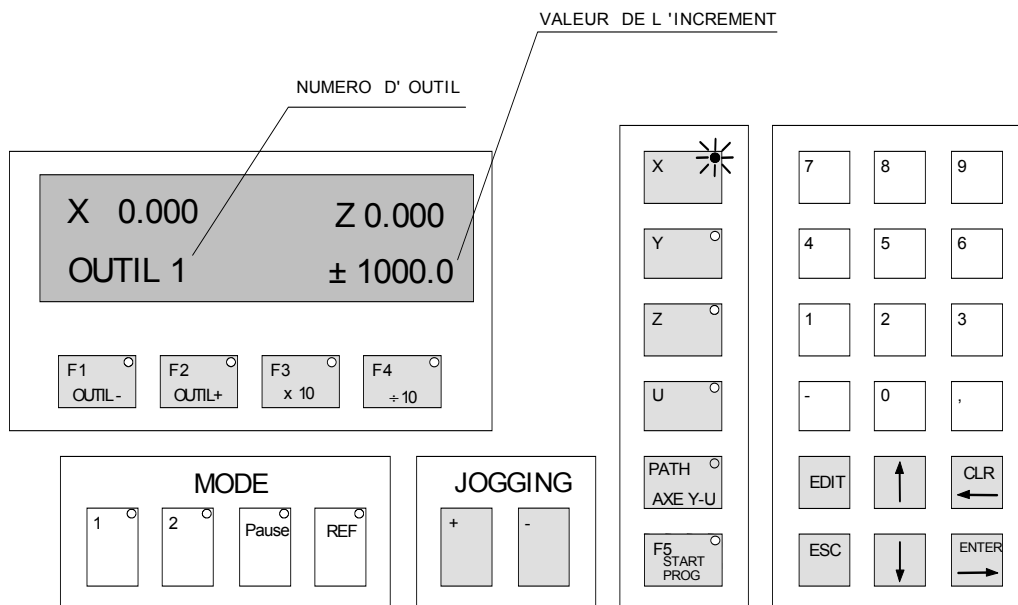 VALEUR DE L 'INCREMENT
NUMERO D' OUTIL
X 0.000 Z 0.000
OUTIL 1 ± 1000.0
F1 OUTIL -
F2 OUTIL+
F3 x 10
F4 ÷ 10
MODE
1
2
Pause
REF
JOGGING
+
-
X
Y
Z
U
PATH
AXE Y-U
F5
START
PROG
7 8 9
4 5 6
1 2 3
- 0 ,
EDIT
CLR
ESC
ENTER